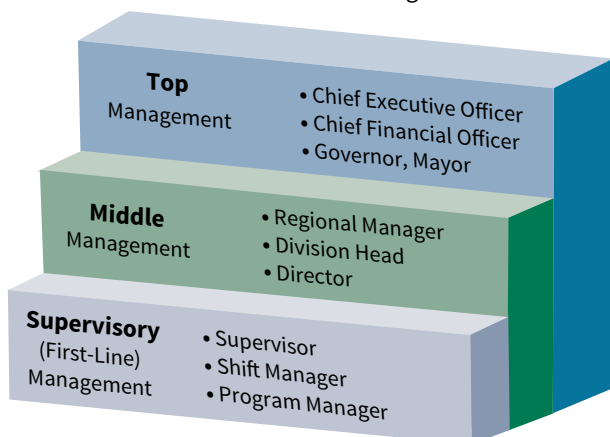 Top
Management
• Chief Executive Officer
• Chief Financial Officer
• Governor, Mayor
Middle
Management
• Regional Manager
• Division Head
• Director
Supervisory
(First-Line)
Management
• Supervisor
• Shift Manager
• Program Manager